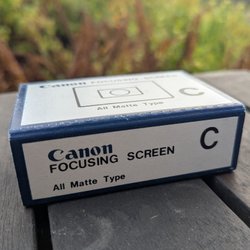 Canon FOCUSING SCREEN
All Matte Type
C
Canon
FOCUSING SCREEN
All Matte Type
C